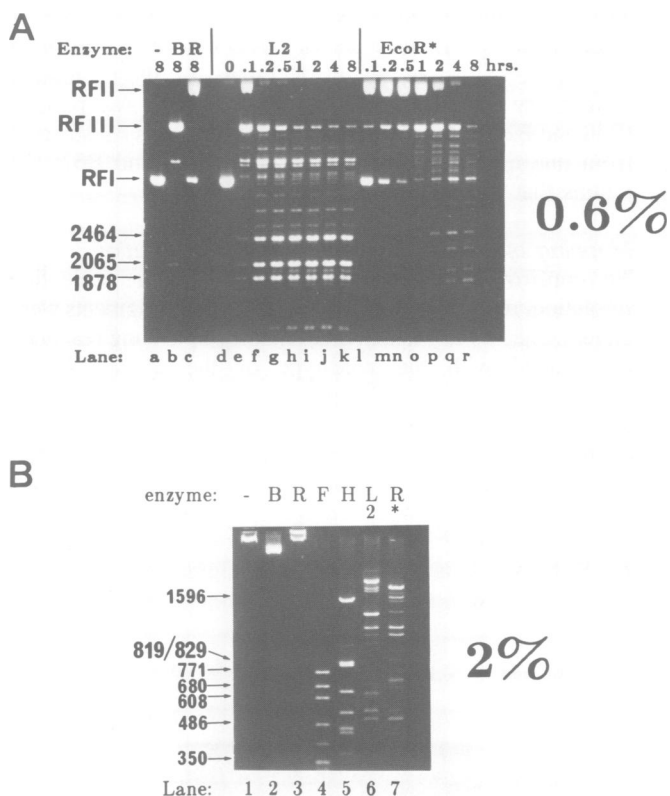 A
Enzyme: - B R L2 EcoR*
8 8 8 0 .1 .2 .5 1 2 4 8 .1 .2 .5 1 2 4 8 hrs.
RFII
RFIII
RFI
0.6%
2464
2065
1878
Lane: a b c d e f g h i j k l m n o p q r
B
enzyme: - B R F H L R
2 *
1596
819/829
771
2%
680
608
486
350
Lane: 1 2 3 4 5 6 7